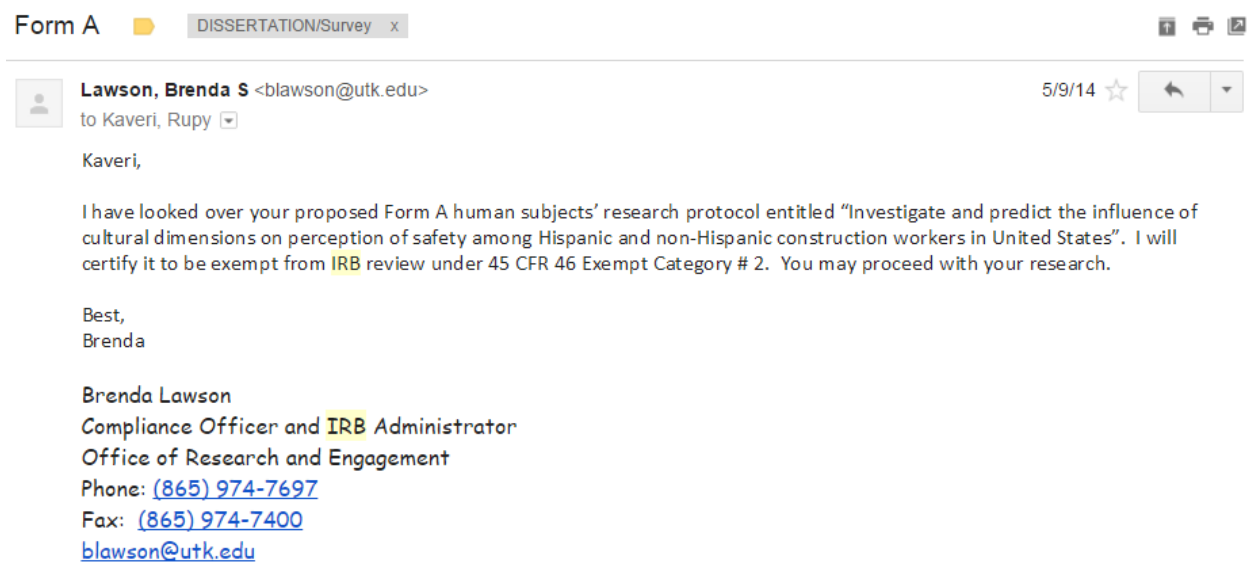 Form A DISSERTATION/Survey x
Lawson, Brenda S <blawson@utk.edu> 5/9/14
to Kaveri, Rupy
Kaveri,
I have looked over your proposed Form A human subjects’ research protocol entitled “Investigate and predict the influence of
cultural dimensions on perception of safety among Hispanic and non-Hispanic construction workers in United States”.  I will
certify it to be exempt from IRB review under 45 CFR 46 Exempt Category # 2.  You may proceed with your research.
Best,
Brenda
Brenda Lawson
Compliance Officer and IRB Administrator
Office of Research and Engagement
Phone: (865) 974-7697
Fax:  (865) 974-7400
blawson@utk.edu